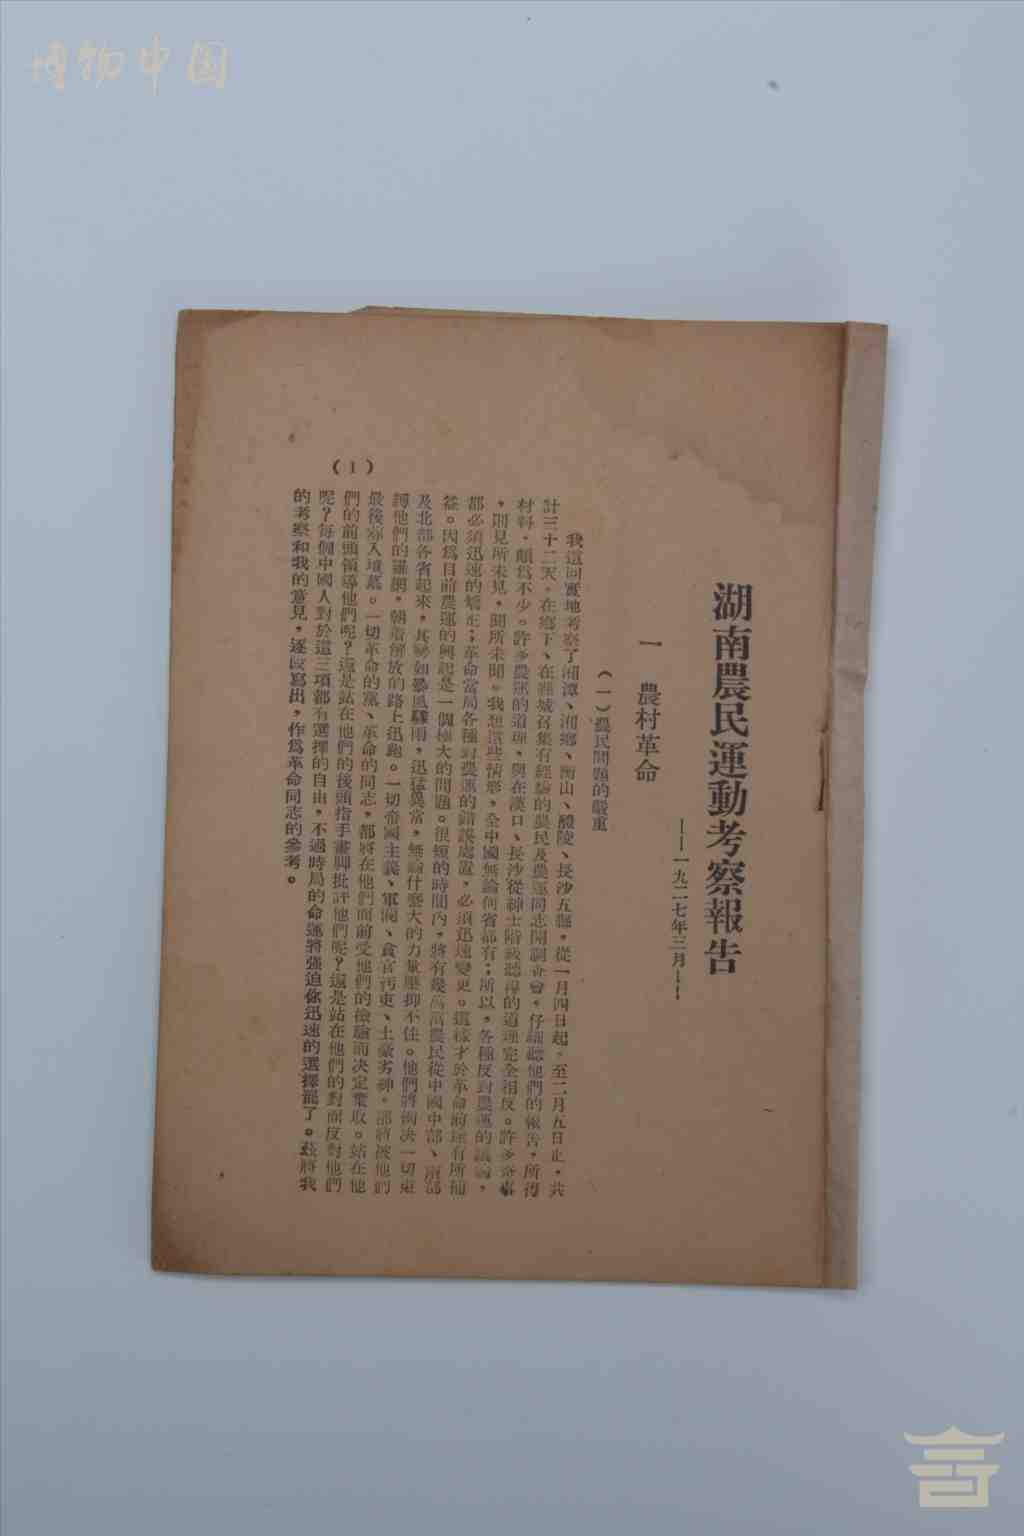 博物中国
湖南農民運動考察報告
——一九二七年三月——
一　農村革命
（一）農民問題的嚴重
我這回實地考察了湘潭、湘鄉、衡山、醴陵、長沙五縣，從一月四日起，至二月五日止，共
計三十二天，在鄉下、在縣城召集有經驗的農民及農運同志開調查會，仔細聽他們的報告，所得
材料，頗爲不少。許多農運的道理，與在漢口、長沙從紳士階級聽得的道理完全相反。許多奇事
，則見所未見，聞所未聞。我想這些情形，全中國無論何省都有；所以，各種反對農運的議論，
都必須迅速的矯正；革命當局各種對農運的錯誤處置，必須迅速變更。這樣才於革命前途有所補
益。因爲目前農運的興起是一個極大的問題。很短的時間內，將有幾萬萬農民從中國中部、南部
及北部各省起來，其勢如暴風驟雨，迅猛異常，無論什麼大的力量壓抑不住。他們將衝决一切束
縛他們的羅網，朝着解放的路上迅跑。一切帝國主義、軍閥、貪官污吏、土豪劣紳，都將被他們
最後葬入墳墓。一切革命的黨、革命的同志，都將在他們面前受他們的檢驗而决定棄取。站在他
們的前頭領導他們呢？還是站在他們的後頭指手畫脚批評他們呢？還是站在他們的對面反對他們
呢？每個中國人對於這三項都有選擇的自由，不過時局的命運將强迫你迅速的選擇罷了。茲將我
的考察和我的意見，逐段寫出，作爲革命同志的參考。
（1）